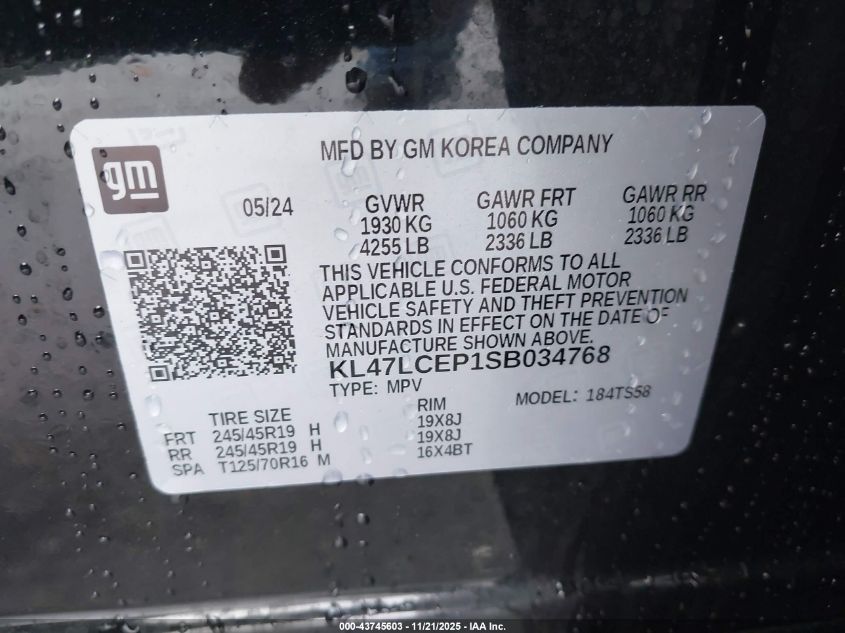 gm
MFD BY GM KOREA COMPANY
05/24
GVWR GAWR FRT GAWR RR
1930 KG 1060 KG 1060 KG
4255 LB 2336 LB 2336 LB
THIS VEHICLE CONFORMS TO ALL
APPLICABLE U.S. FEDERAL MOTOR
VEHICLE SAFETY AND THEFT PREVENTION
STANDARDS IN EFFECT ON THE DATE OF
MANUFACTURE SHOWN ABOVE.
KL47LCEP1SB034768
TYPE: MPV MODEL: 184TS58
TIRE SIZE RIM
FRT 245/45R19 H 19X8J
RR 245/45R19 H 19X8J
SPA T125/70R16 M 16X4BT
000-43745603 - 11/21/2025 - IAA Inc.